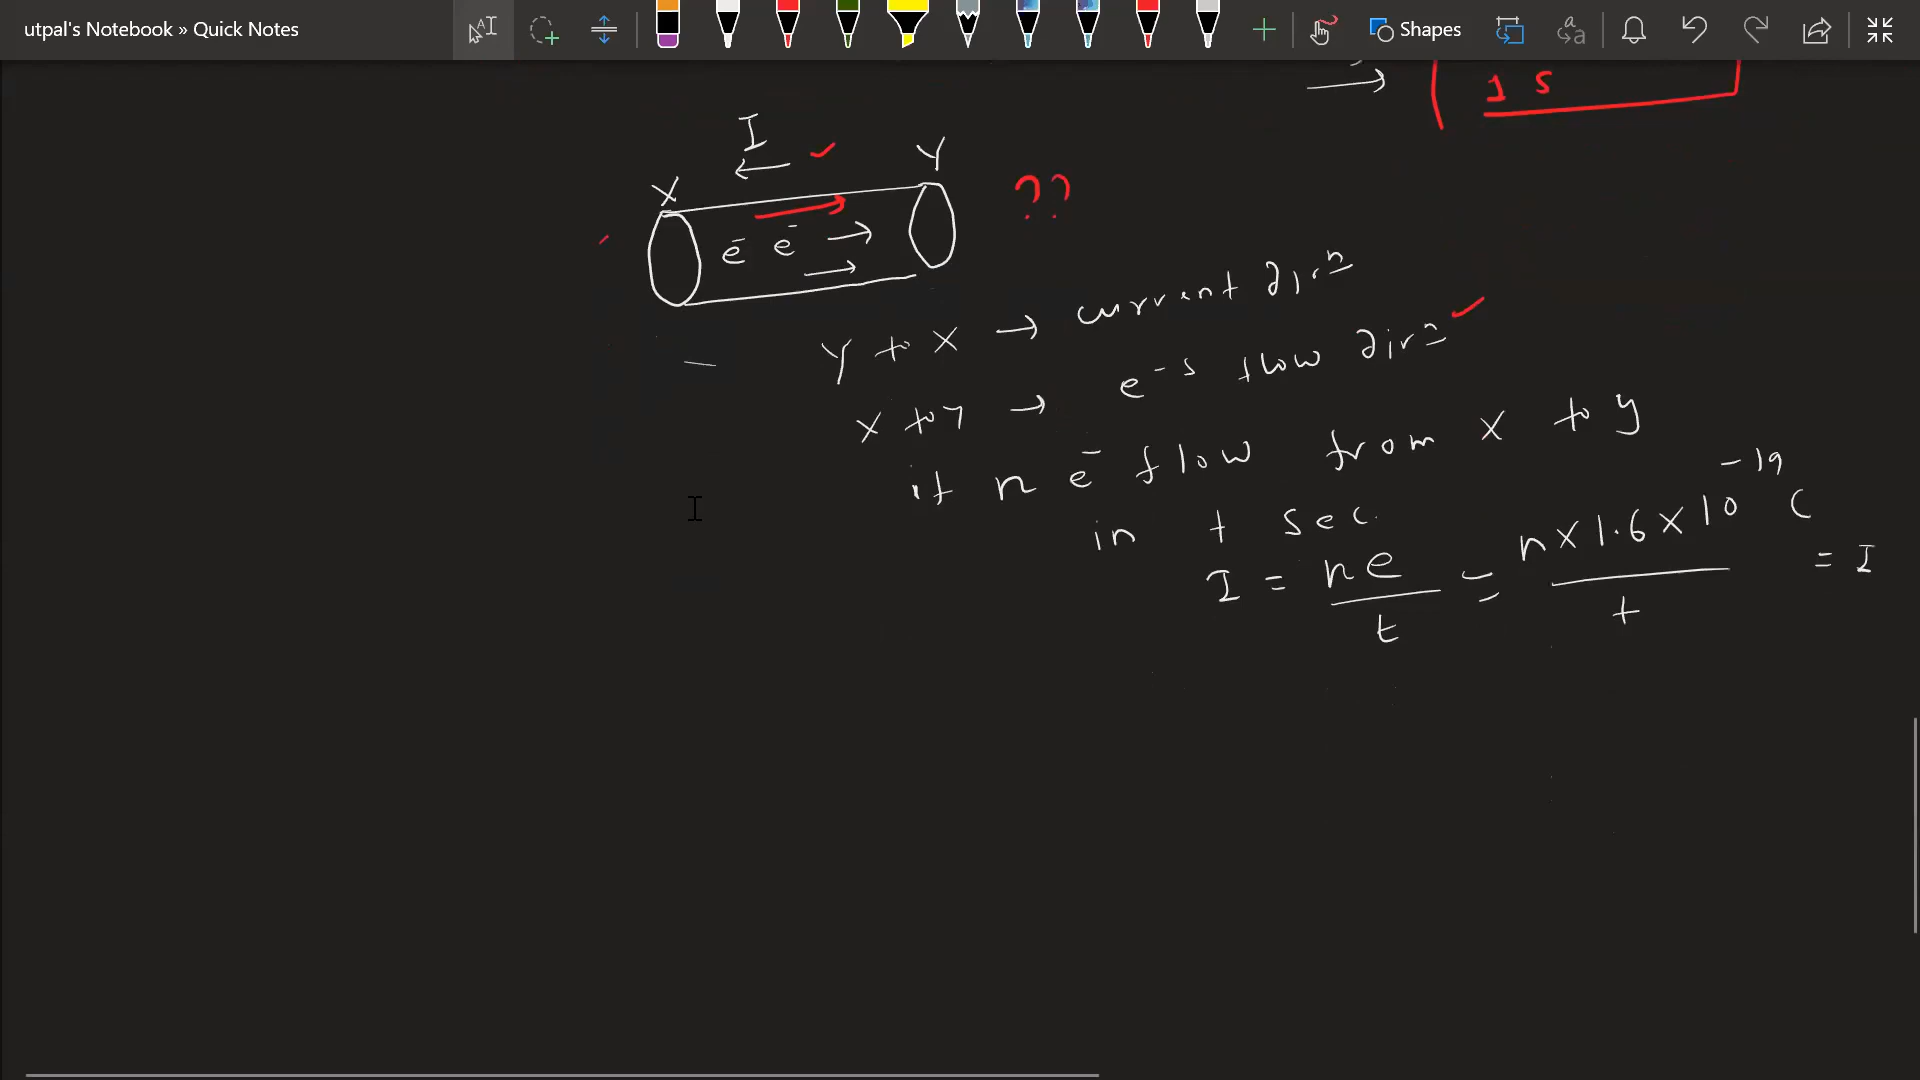 utpal's Notebook » Quick Notes
Shapes
1 s
I
X Y
??
e⁻ e⁻
Y to X → current dirⁿ
X to Y → e⁻s flow dirⁿ
if n e⁻ flow from X to y
in t sec.
I = ne/t = n×1.6×10⁻¹⁹ C/t = I